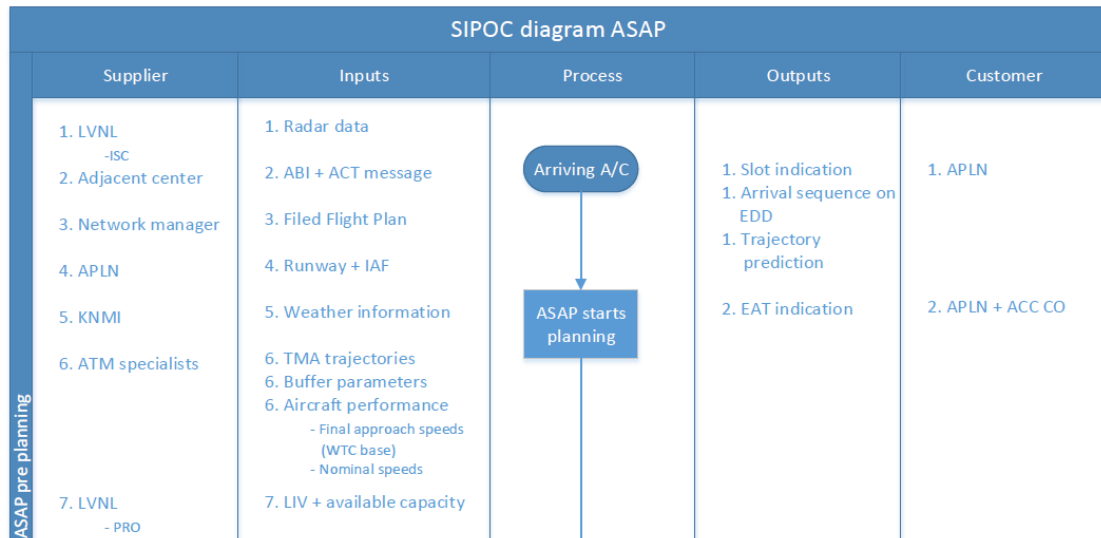 SIPOC diagram ASAP
Supplier
Inputs
Process
Outputs
Customer
ASAP pre planning
1. LVNL
-ISC
2. Adjacent center
3. Network manager
4. APLN
5. KNMI
6. ATM specialists
7. LVNL
- PRO
1. Radar data
2. ABI + ACT message
3. Filed Flight Plan
4. Runway + IAF
5. Weather information
6. TMA trajectories
6. Buffer parameters
6. Aircraft performance
- Final approach speeds
(WTC base)
- Nominal speeds
7. LIV + available capacity
Arriving A/C
ASAP starts
planning
1. Slot indication
1. Arrival sequence on
EDD
1. Trajectory
prediction
2. EAT indication
1. APLN
2. APLN + ACC CO